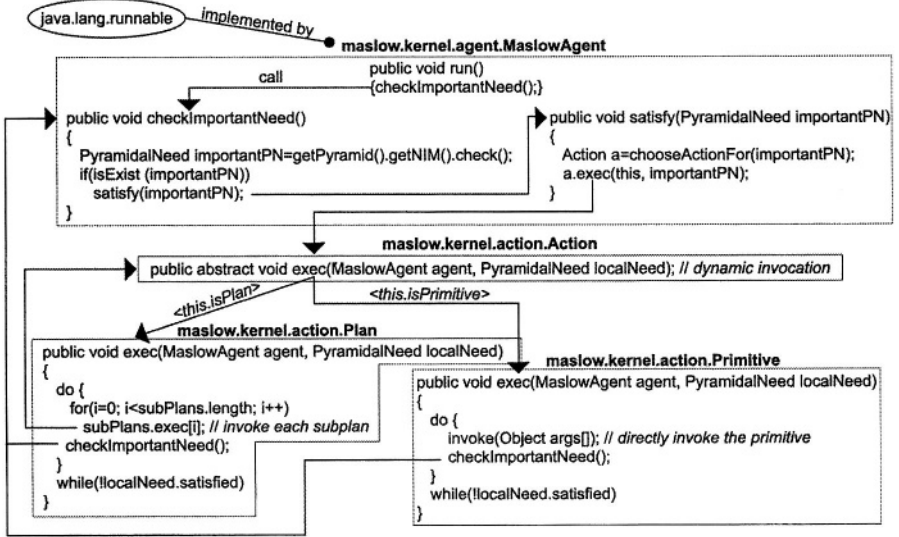 java.lang.runnable
implemented by
maslow.kernel.agent.MaslowAgent
call
public void run()
{checkImportantNeed();}
public void checkImportantNeed()
{
PyramidalNeed importantPN=getPyramid().getNIM().check();
if(isExist (importantPN))
satisfy(importantPN);
}
public void satisfy(PyramidalNeed importantPN)
{
Action a=chooseActionFor(importantPN);
a.exec(this, importantPN);
}
maslow.kernel.action.Action
public abstract void exec(MaslowAgent agent, PyramidalNeed localNeed); // dynamic invocation
<this.isPlan>
<this.isPrimitive>
maslow.kernel.action.Plan
public void exec(MaslowAgent agent, PyramidalNeed localNeed)
{
do {
for(i=0; i<subPlans.length; i++)
subPlans.exec[i]; // invoke each subplan
checkImportantNeed();
}
while(!localNeed.satisfied)
}
maslow.kernel.action.Primitive
public void exec(MaslowAgent agent, PyramidalNeed localNeed)
{
do {
invoke(Object args[]); // directly invoke the primitive
checkImportantNeed();
}
while(!localNeed.satisfied)
}